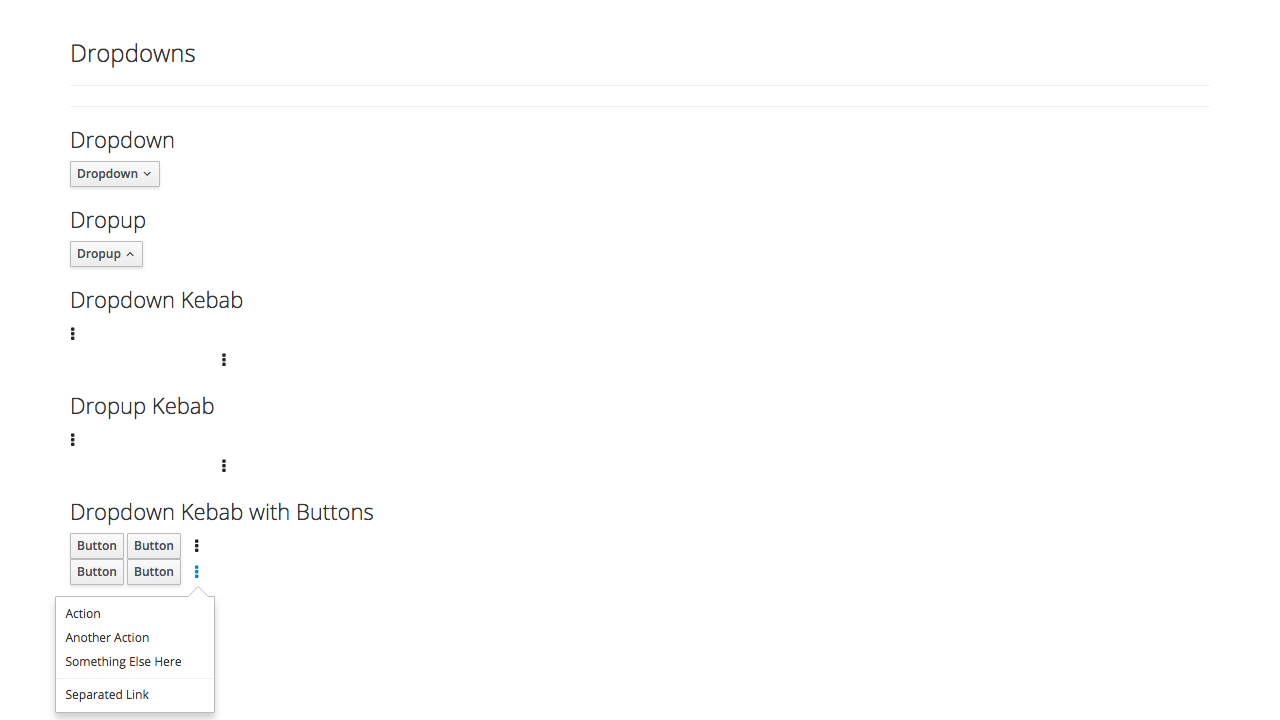 Dropdowns
Dropdown
Dropdown
Dropup
Dropup
Dropdown Kebab
Dropup Kebab
Dropdown Kebab with Buttons
Button Button
Button Button
Action
Another Action
Something Else Here
Separated Link